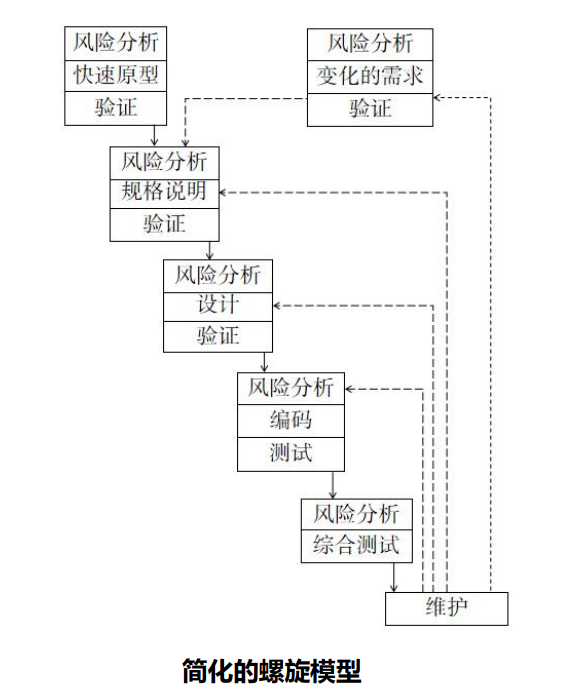 风险分析
快速原型
验证
风险分析
变化的需求
验证
风险分析
规格说明
验证
风险分析
设计
验证
风险分析
编码
测试
风险分析
综合测试
维护
简化的螺旋模型